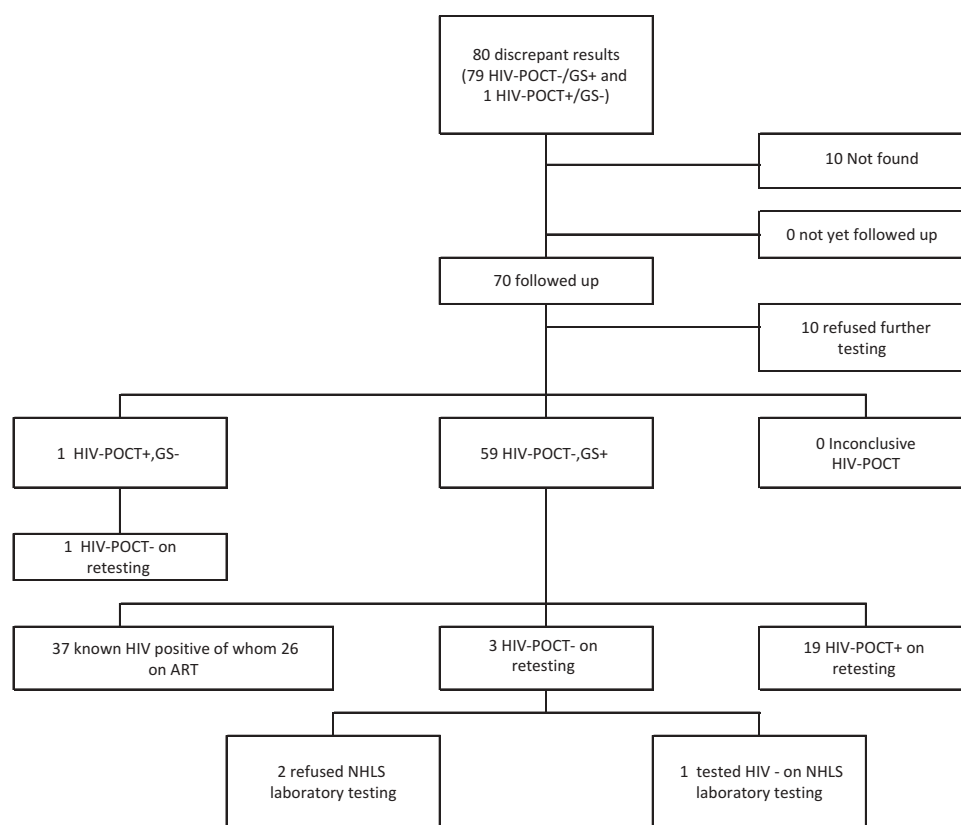 80 discrepant results
(79 HIV-POCT-/GS+ and
1 HIV-POCT+/GS-)
10 Not found
0 not yet followed up
70 followed up
10 refused further
testing
1 HIV-POCT+,GS-
59 HIV-POCT-,GS+
0 Inconclusive
HIV-POCT
1 HIV-POCT- on
retesting
37 known HIV positive of whom 26
on ART
3 HIV-POCT- on
retesting
19 HIV-POCT+ on
retesting
2 refused NHLS
laboratory testing
1 tested HIV - on NHLS
laboratory testing